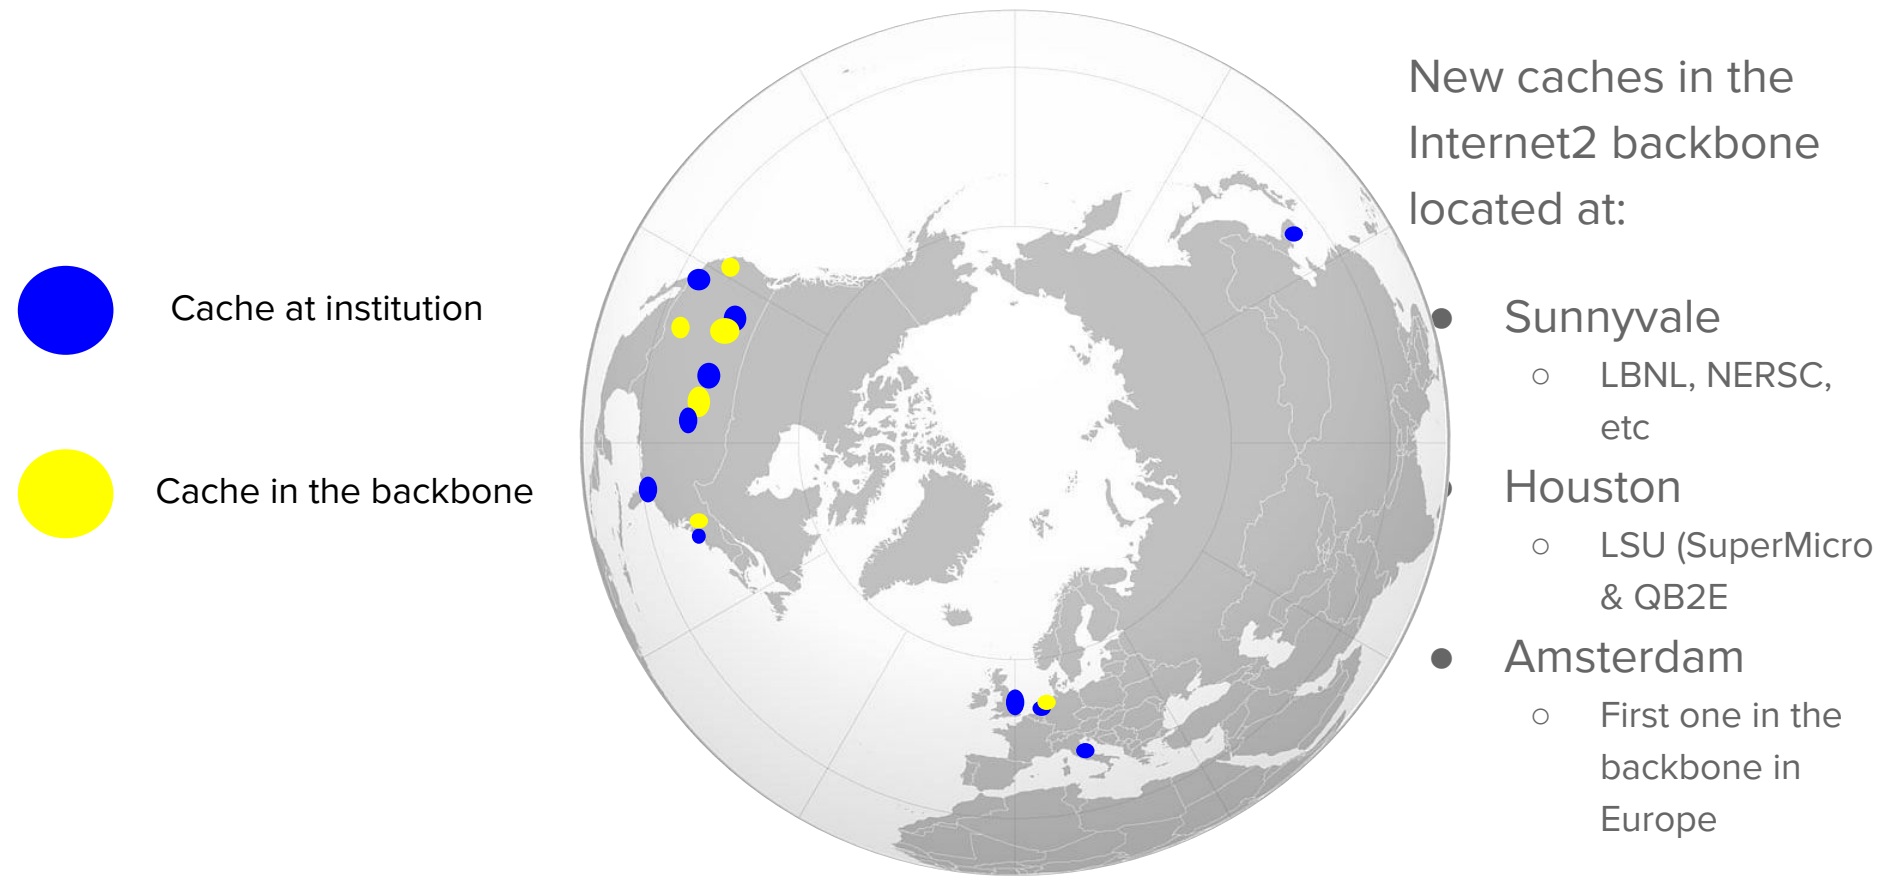 Cache at institution
Cache in the backbone
New caches in the
Internet2 backbone
located at:
● Sunnyvale
○ LBNL, NERSC,
etc
● Houston
○ LSU (SuperMicro
& QB2E
● Amsterdam
○ First one in the
backbone in
Europe